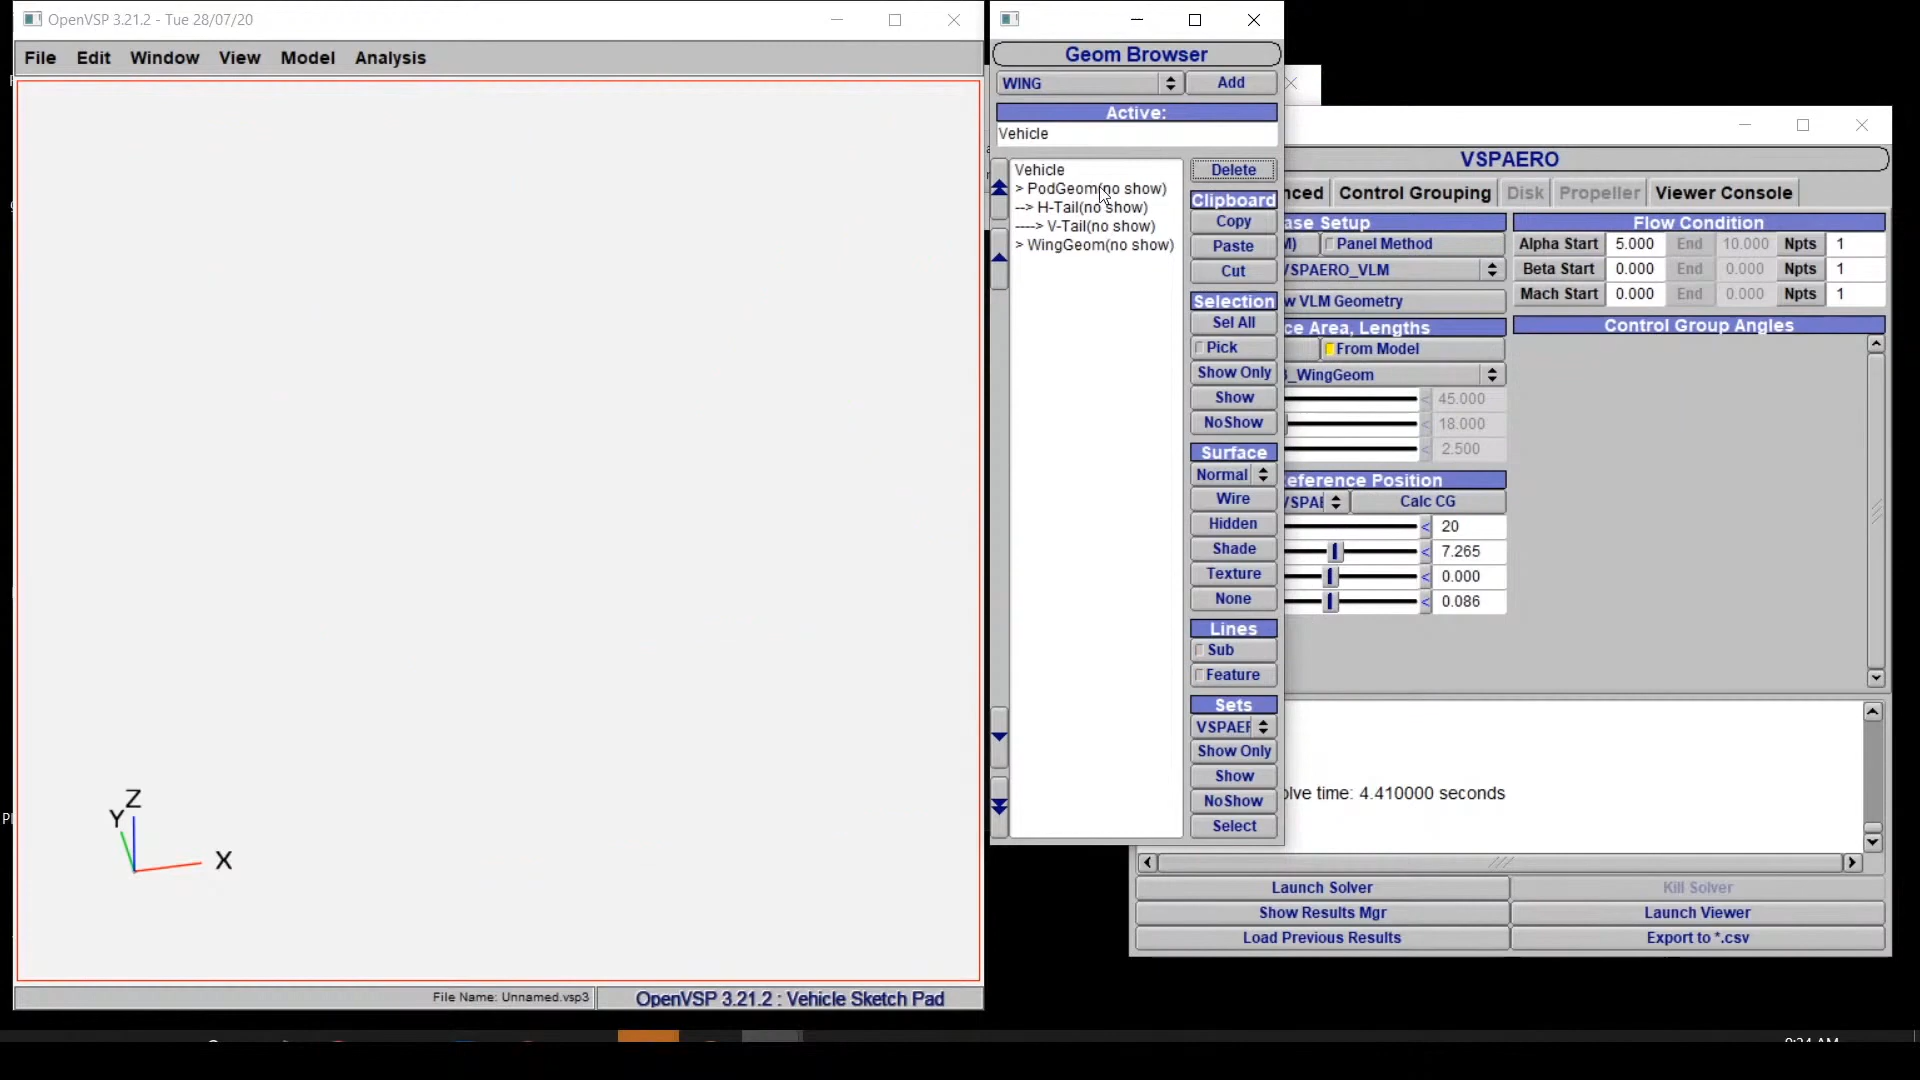 OpenVSP 3.21.2 - Tue 28/07/20
File Edit Window View Model Analysis
Z
Y
X
File Name: Unnamed.vsp3
OpenVSP 3.21.2 : Vehicle Sketch Pad
Geom Browser
WING
Add
Active:
Vehicle
Vehicle
> PodGeom(no show)
--> H-Tail(no show)
----> V-Tail(no show)
> WingGeom(no show)
Delete
Clipboard
Copy
Paste
Cut
Selection
Sel All
Pick
Show Only
Show
NoShow
Surface
Normal
Wire
Hidden
Shade
Texture
None
Lines
Sub
Feature
Sets
VSPAEF
Show Only
Show
NoShow
Select
VSPAERO
nced Control Grouping Disk Propeller Viewer Console
ase Setup
M) Panel Method
VSPAERO_VLM
w VLM Geometry
ce Area, Lengths
From Model
_WingGeom
45.000
18.000
2.500
eference Position
VSPAI Calc CG
20
7.265
0.000
0.086
Flow Condition
Alpha Start 5.000 End 10.000 Npts 1
Beta Start 0.000 End 0.000 Npts 1
Mach Start 0.000 End 0.000 Npts 1
Control Group Angles
olve time: 4.410000 seconds
Launch Solver Kill Solver
Show Results Mgr Launch Viewer
Load Previous Results Export to *.csv